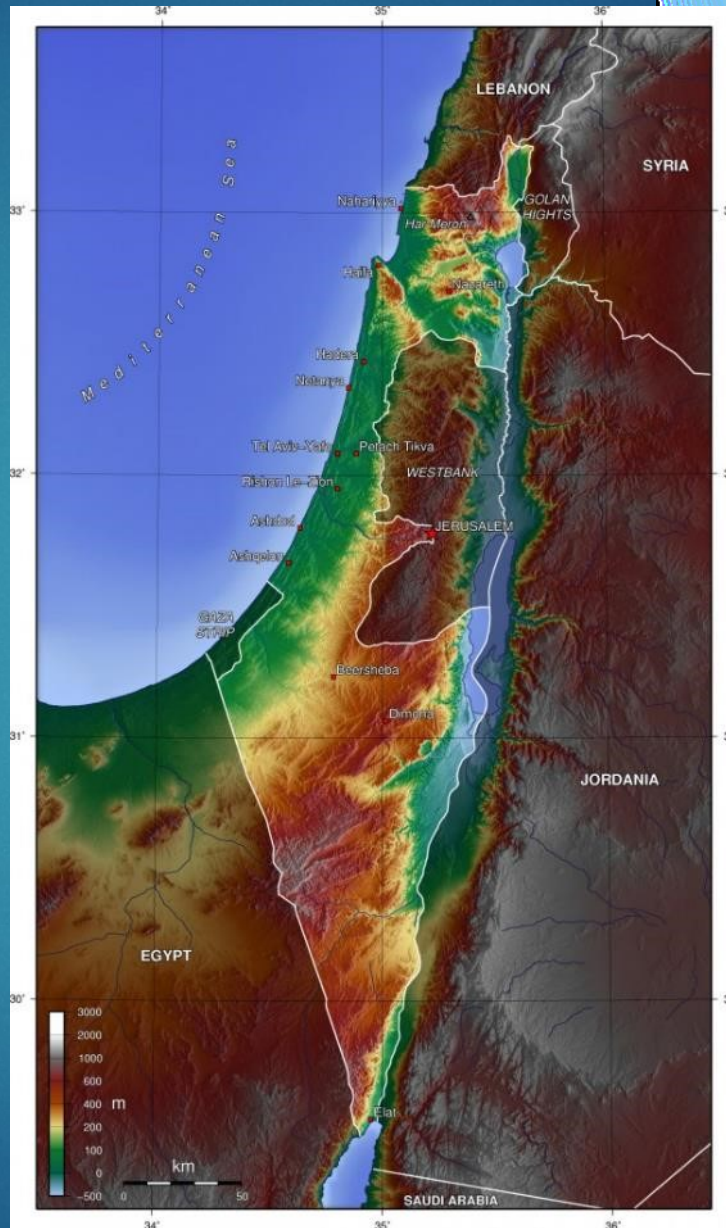 34°
35°
36°
LEBANON
SYRIA
Mediterranean Sea
33°
Nahariyya
Har Meron
GOLAN
HIGHTS
Haifa
Nazareth
Hadera
Netanya
Tel Aviv-Yafo
Petach Tikva
32°
WESTBANK
Rishon Le-Zion
Ashdod
JERUSALEM
Ashqelon
GAZA
STRIP
Beersheba
Dimona
31°
JORDANIA
EGYPT
30°
3000
2000
1000
600
400
200
100
0
-500
m
Elat
km
0
50
SAUDI ARABIA
34°
35°
36°